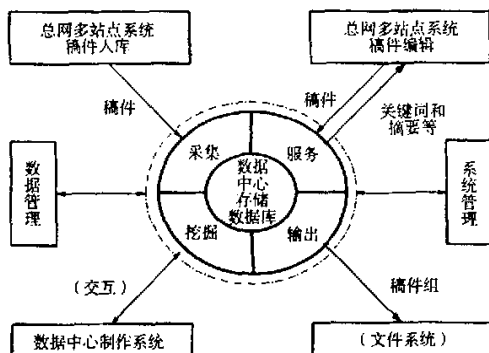 总网多站点系统
稿件入库
总网多站点系统
稿件编辑
稿件
稿件
关键词和
摘要等
采集
服务
数据管理
数据
中心
存储
数据库
系统管理
挖掘
输出
（交互）
稿件组
数据中心制作系统
（文件系统）